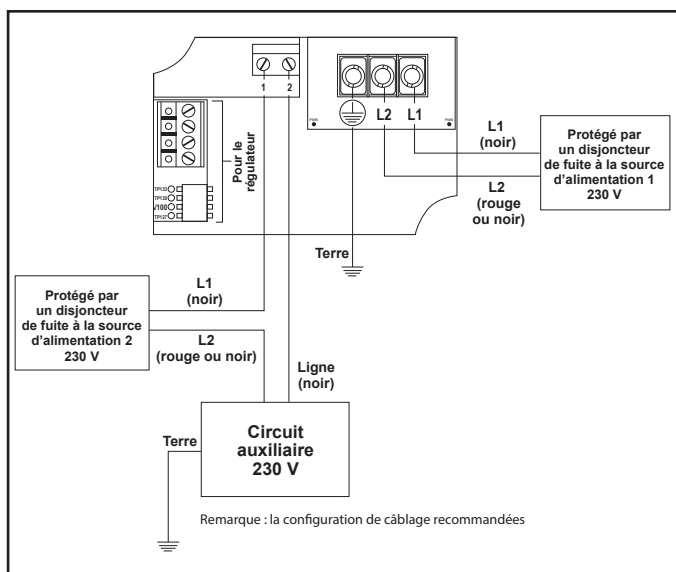 1 2
L2 L1
Pour le
régulateur
TP133
TP130
V100
TP127
L1
(noir)
L2
(rouge
ou noir)
Protégé par
un disjoncteur
de fuite à la source
d’alimentation 1
230 V
Terre
Protégé par
un disjoncteur
de fuite à la source
d’alimentation 2
230 V
L1
(noir)
L2
(rouge ou noir)
Ligne
(noir)
Terre
Circuit
auxiliaire
230 V
Remarque : la configuration de câblage recommandées